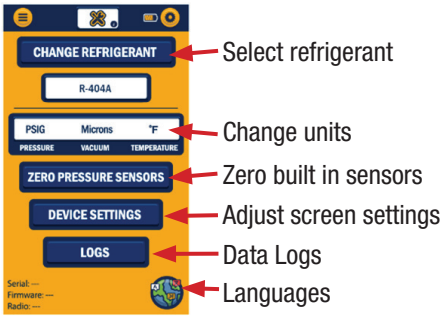 CHANGE REFRIGERANT
Select refrigerant
R-404A
PSIG Microns °F
PRESSURE VACUUM TEMPERATURE
Change units
ZERO PRESSURE SENSORS
Zero built in sensors
DEVICE SETTINGS
Adjust screen settings
LOGS
Data Logs
Serial: ---
Firmware: ---
Radio: ---
Languages